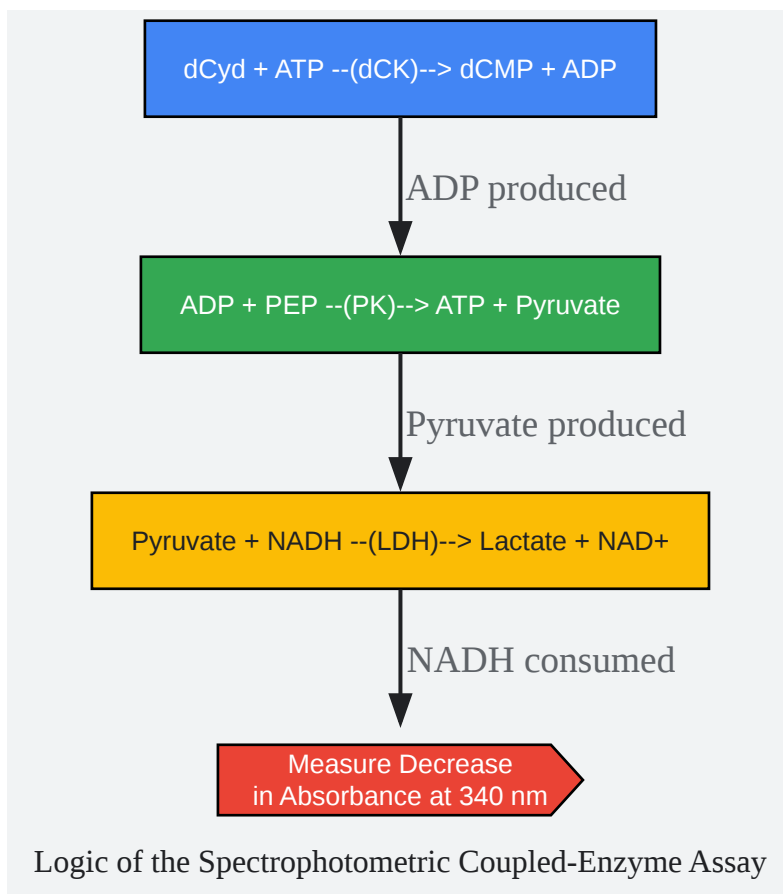 dCyd + ATP --(dCK)--> dCMP + ADP
ADP produced
ADP + PEP --(PK)--> ATP + Pyruvate
Pyruvate produced
Pyruvate + NADH --(LDH)--> Lactate + NAD+
NADH consumed
Measure Decrease
in Absorbance at 340 nm
Logic of the Spectrophotometric Coupled-Enzyme Assay